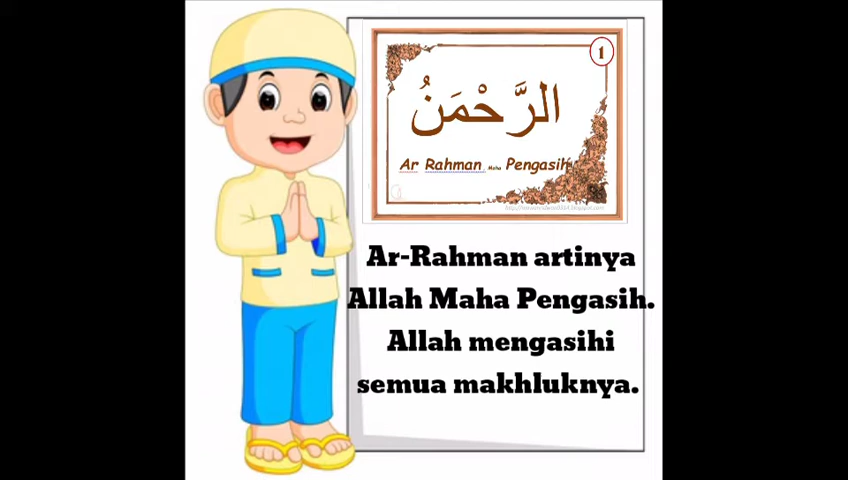 1
الرَّحْمَنُ
Ar Rahman Maha Pengasih
Ar-Rahman artinya
Allah Maha Pengasih.
Allah mengasihi
semua makhluknya.